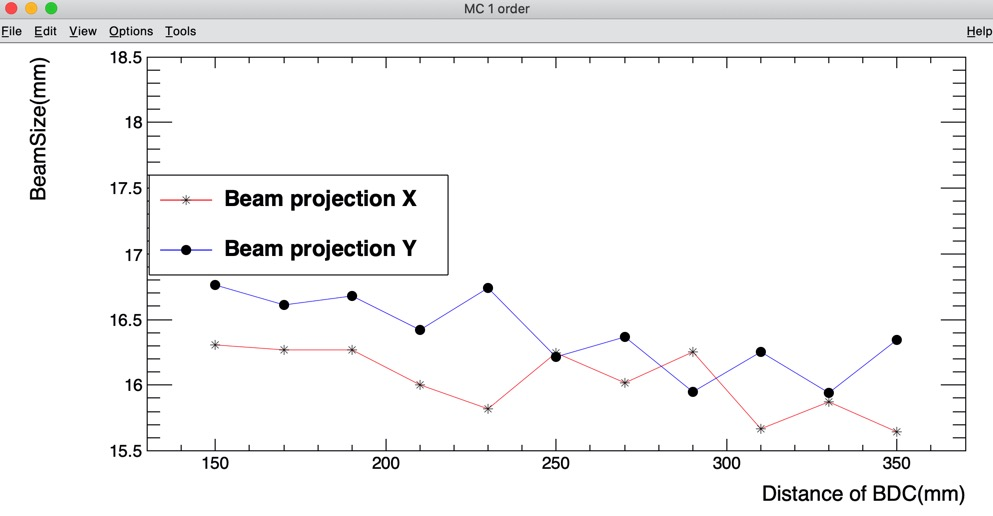 MC 1 order
File Edit View Options Tools Help
BeamSize(mm)
18.5
18
17.5
17
16.5
16
15.5
Beam projection X
Beam projection Y
150 200 250 300 350
Distance of BDC(mm)